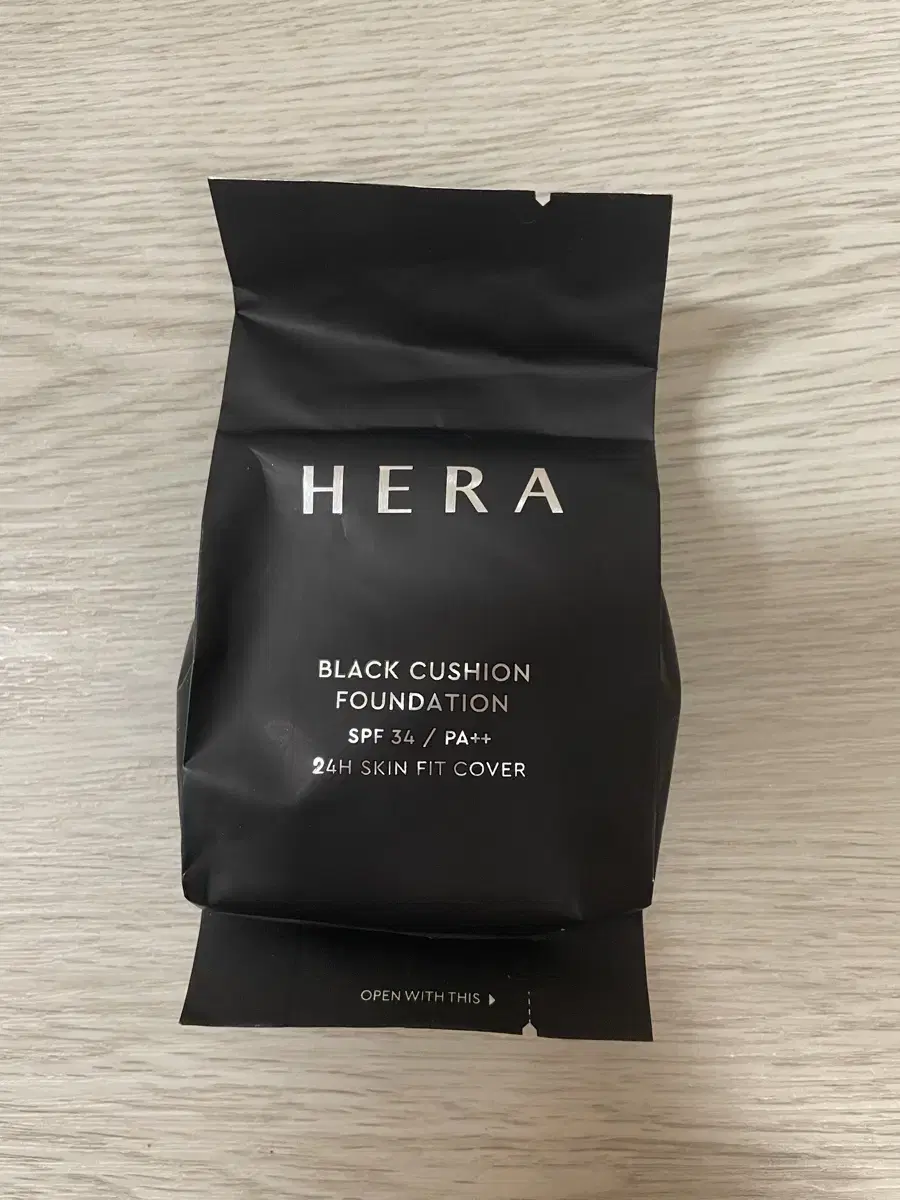 HERA
BLACK CUSHION
FOUNDATION
SPF 34 / PA++
24H SKIN FIT COVER
OPEN WITH THIS ▶